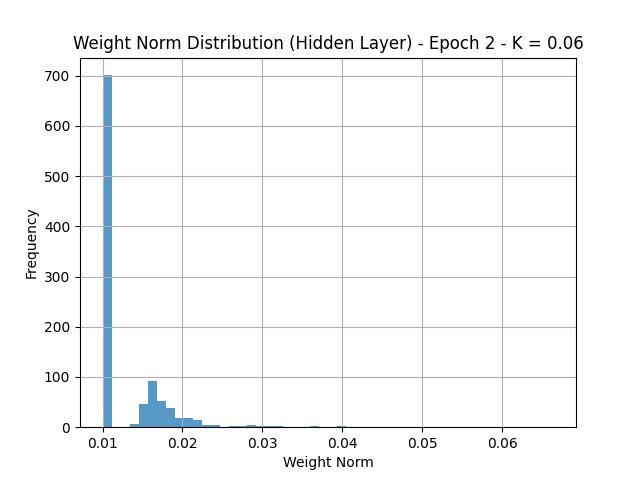 Weight Norm Distribution (Hidden Layer) - Epoch 2 - K = 0.06
700
600
500
400
300
200
100
0
Frequency
0.01 0.02 0.03 0.04 0.05 0.06
Weight Norm